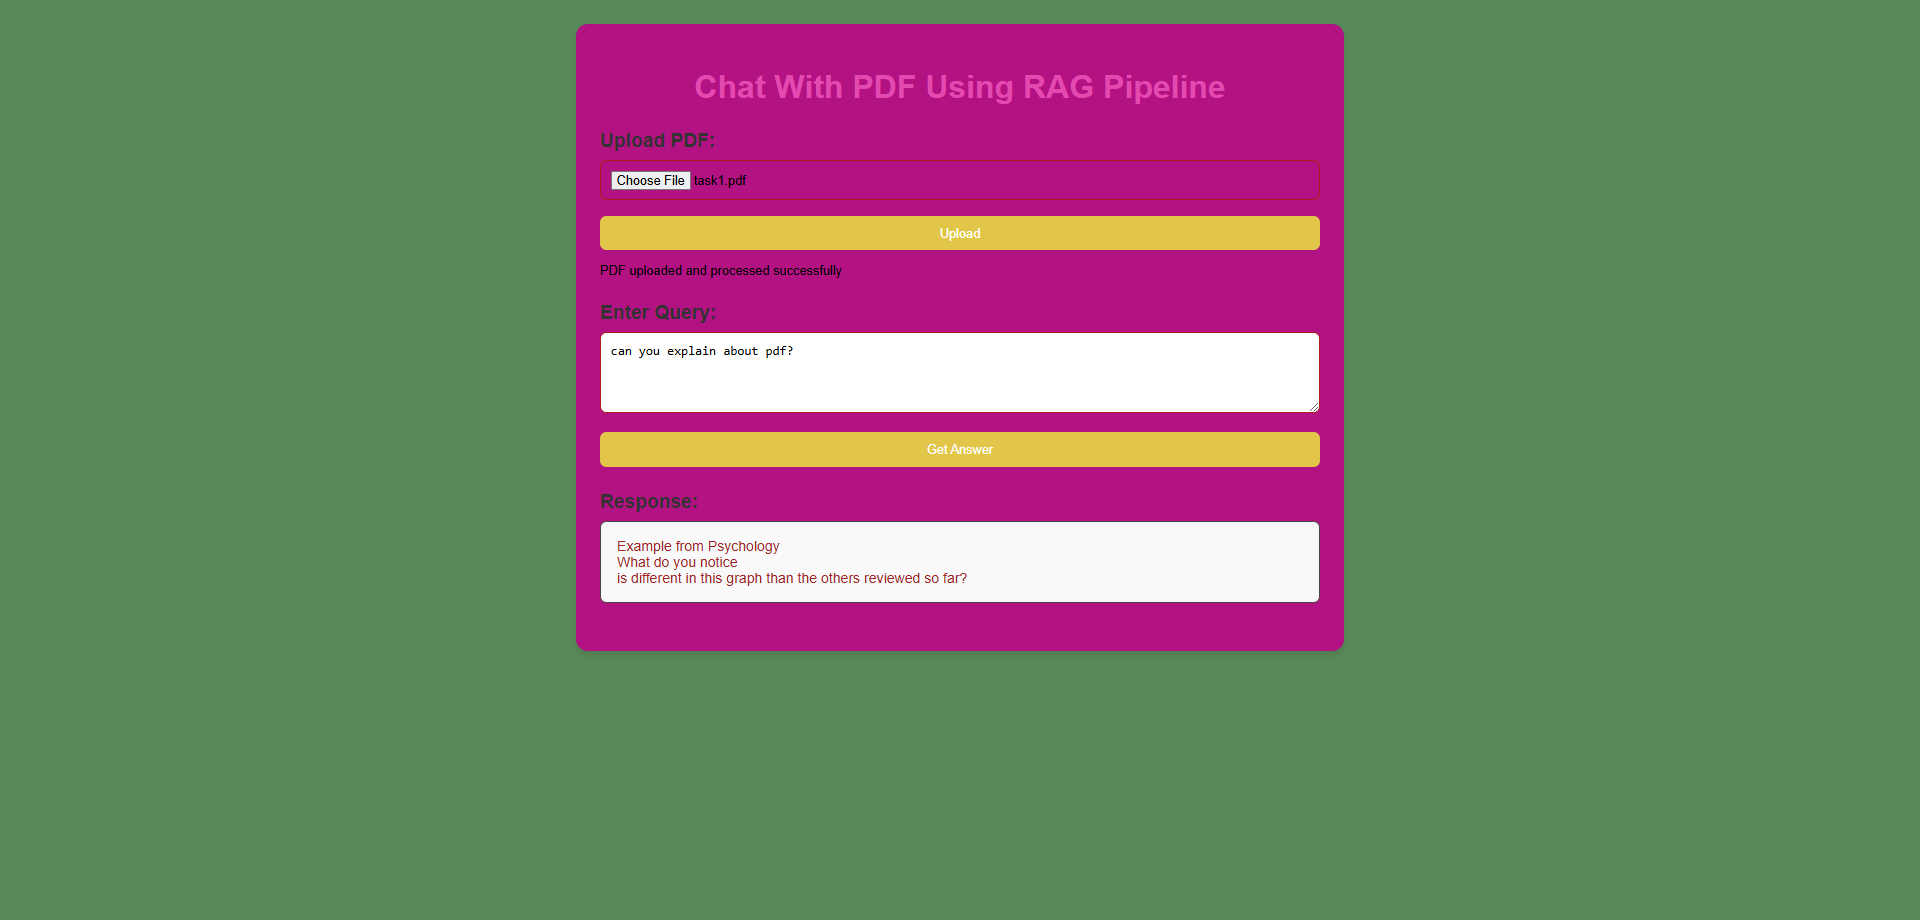 Chat With PDF Using RAG Pipeline
Upload PDF:
Choose File task1.pdf
Upload
PDF uploaded and processed successfully
Enter Query:
can you explain about pdf?
Get Answer
Response:
Example from Psychology
What do you notice
is different in this graph than the others reviewed so far?